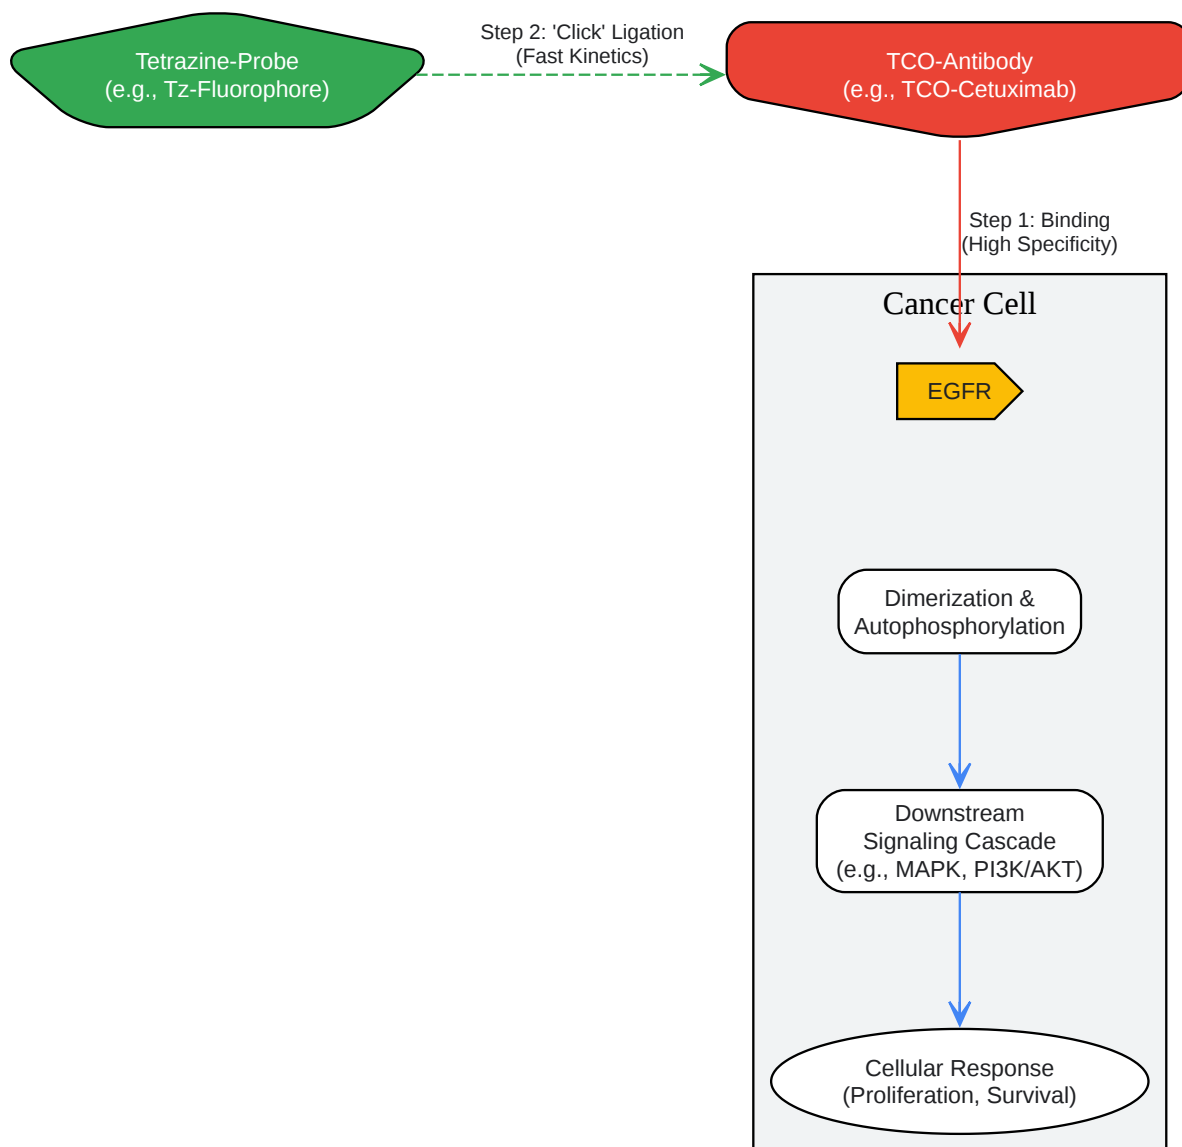 Tetrazine-Probe
(e.g., Tz-Fluorophore)
Step 2: 'Click' Ligation
(Fast Kinetics)
TCO-Antibody
(e.g., TCO-Cetuximab)
Step 1: Binding
(High Specificity)
Cancer Cell
EGFR
Dimerization &
Autophosphorylation
Downstream
Signaling Cascade
(e.g., MAPK, PI3K/AKT)
Cellular Response
(Proliferation, Survival)